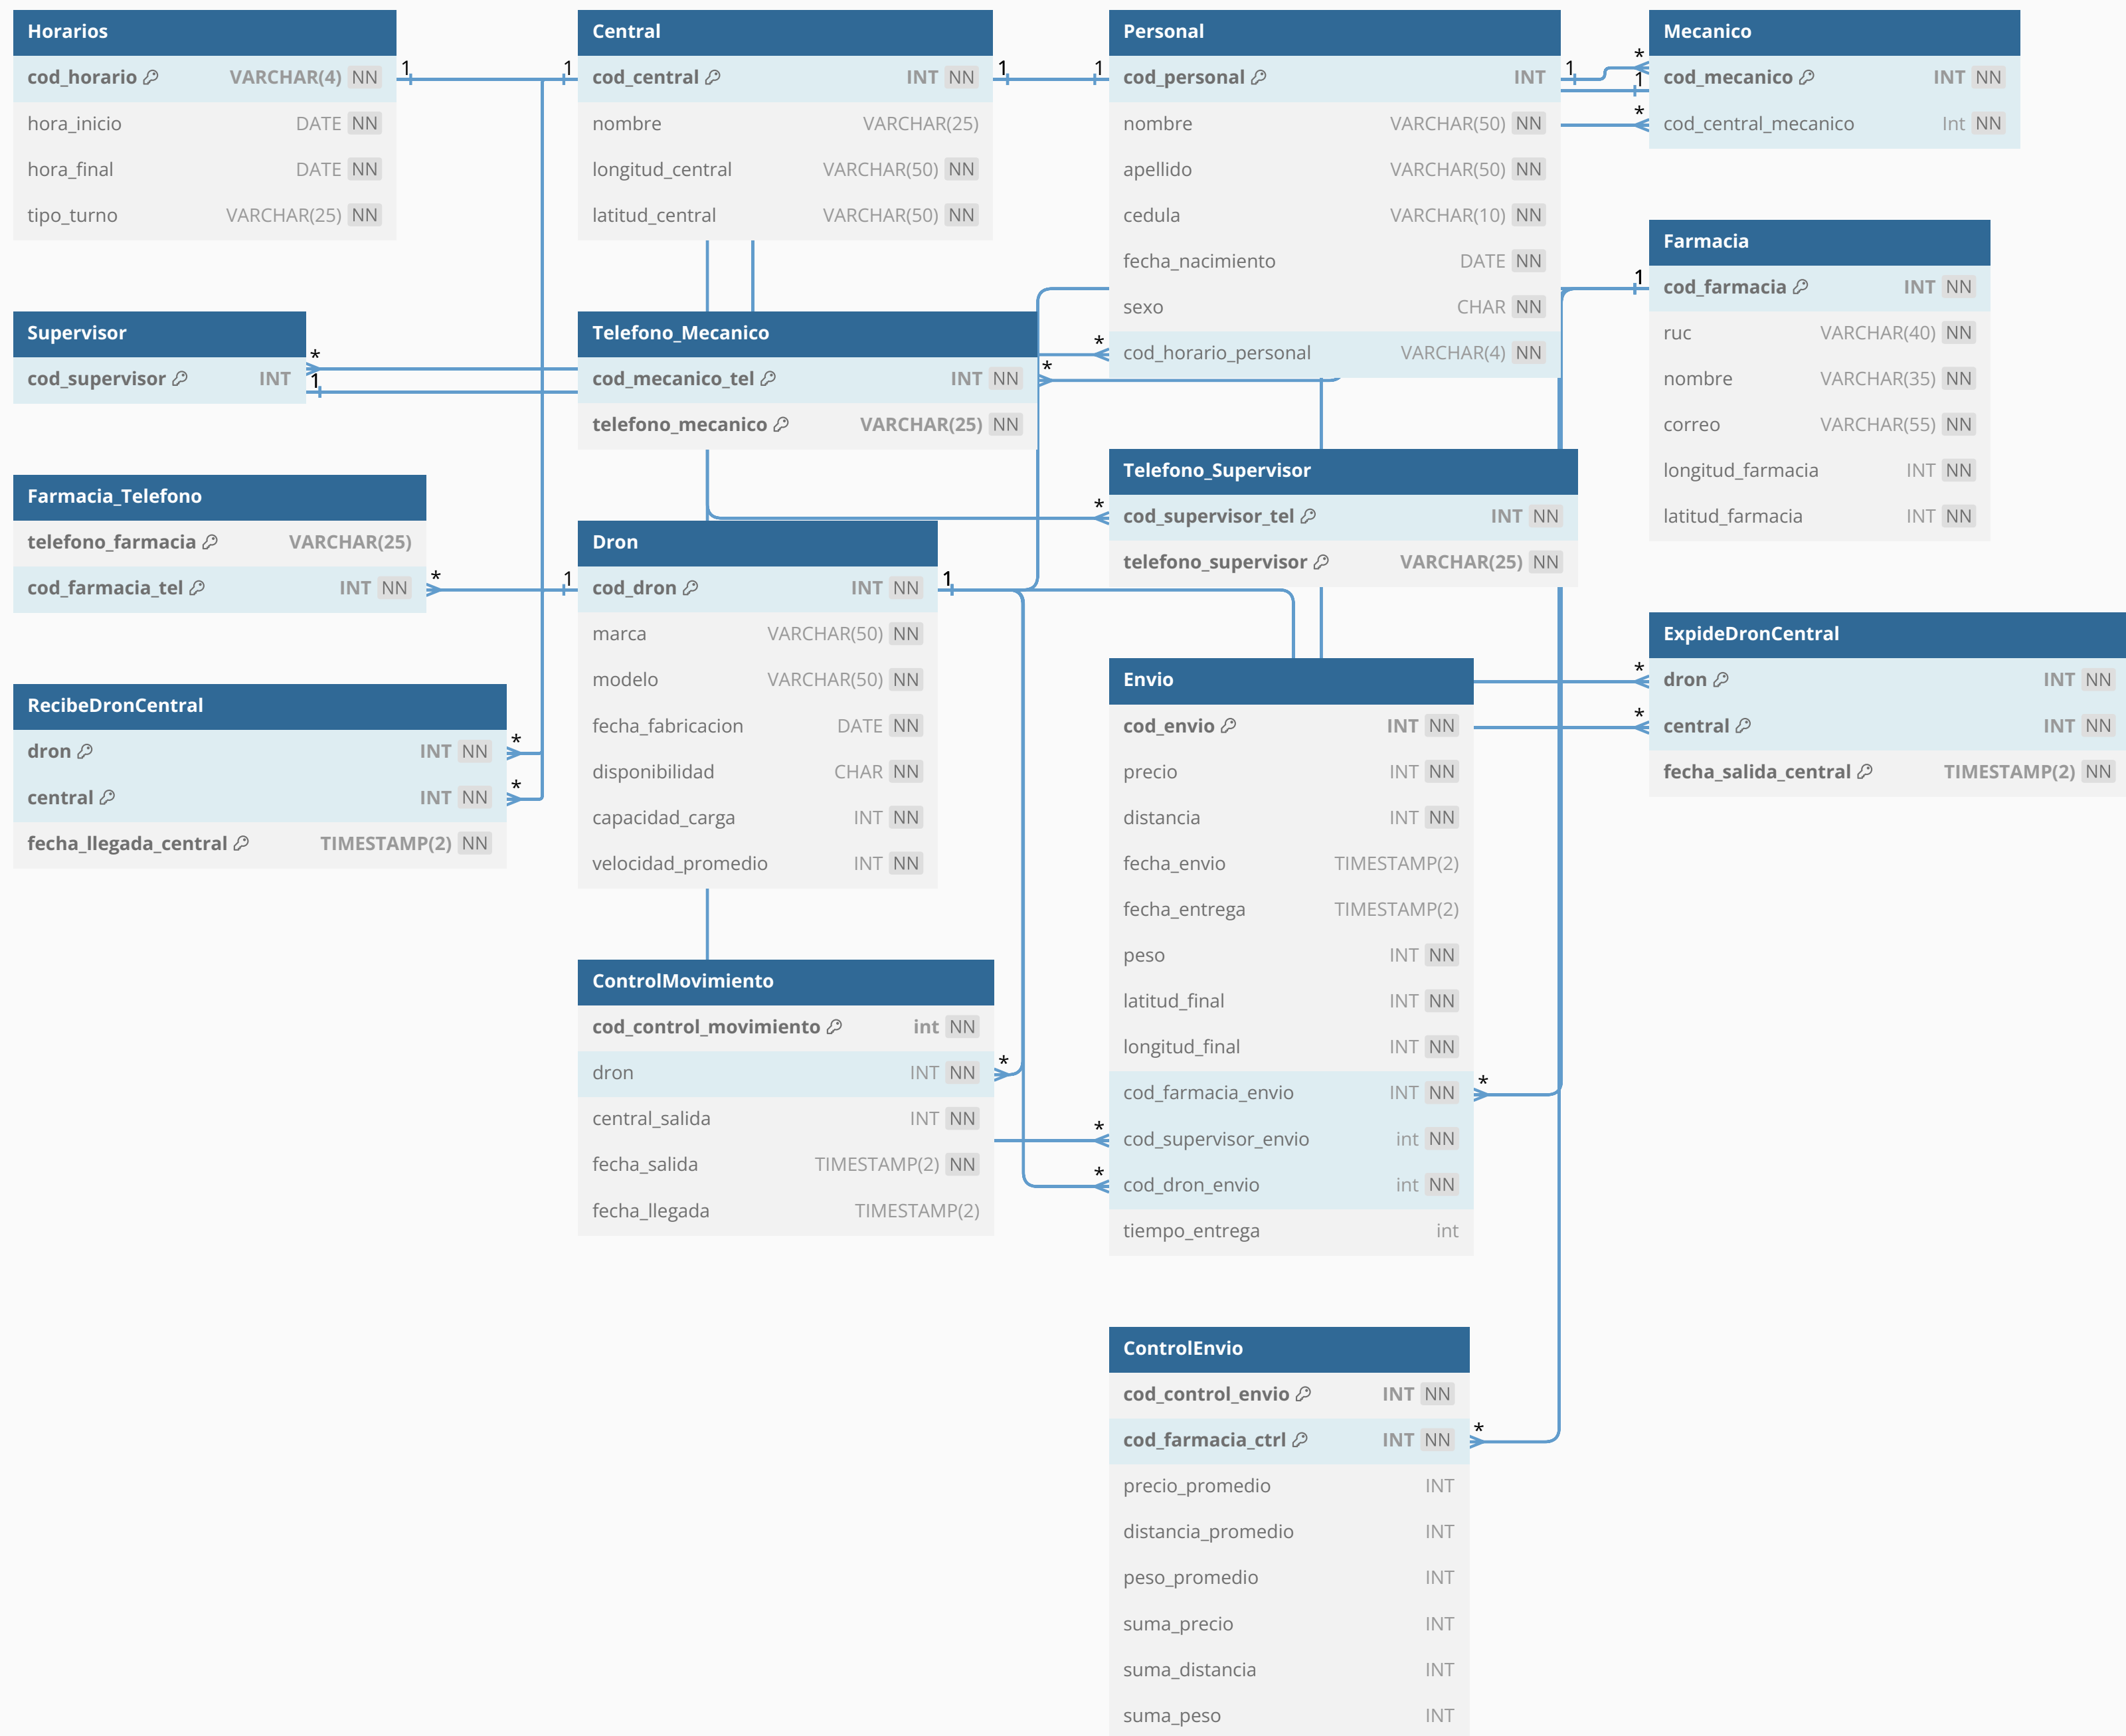 Horarios
cod_horario VARCHAR(4) NN
hora_inicio DATE NN
hora_final DATE NN
tipo_turno VARCHAR(25) NN
Central
cod_central INT NN
nombre VARCHAR(25)
longitud_central VARCHAR(50) NN
latitud_central VARCHAR(50) NN
Personal
cod_personal INT
nombre VARCHAR(50) NN
apellido VARCHAR(50) NN
cedula VARCHAR(10) NN
fecha_nacimiento DATE NN
sexo CHAR NN
cod_horario_personal VARCHAR(4) NN
Mecanico
cod_mecanico INT NN
cod_central_mecanico Int NN
Farmacia
cod_farmacia INT NN
ruc VARCHAR(40) NN
nombre VARCHAR(35) NN
correo VARCHAR(55) NN
longitud_farmacia INT NN
latitud_farmacia INT NN
Supervisor
cod_supervisor INT
Telefono_Mecanico
cod_mecanico_tel INT NN
telefono_mecanico VARCHAR(25) NN
Telefono_Supervisor
cod_supervisor_tel INT NN
telefono_supervisor VARCHAR(25) NN
Farmacia_Telefono
telefono_farmacia VARCHAR(25)
cod_farmacia_tel INT NN
Dron
cod_dron INT NN
marca VARCHAR(50) NN
modelo VARCHAR(50) NN
fecha_fabricacion DATE NN
disponibilidad CHAR NN
capacidad_carga INT NN
velocidad_promedio INT NN
ExpideDronCentral
dron INT NN
central INT NN
fecha_salida_central TIMESTAMP(2) NN
RecibeDronCentral
dron INT NN
central INT NN
fecha_llegada_central TIMESTAMP(2) NN
Envio
cod_envio INT NN
precio INT NN
distancia INT NN
fecha_envio TIMESTAMP(2)
fecha_entrega TIMESTAMP(2)
peso INT NN
latitud_final INT NN
longitud_final INT NN
cod_farmacia_envio INT NN
cod_supervisor_envio int NN
cod_dron_envio int NN
tiempo_entrega int
ControlMovimiento
cod_control_movimiento int NN
dron INT NN
central_salida INT NN
fecha_salida TIMESTAMP(2) NN
fecha_llegada TIMESTAMP(2)
ControlEnvio
cod_control_envio INT NN
cod_farmacia_ctrl INT NN
precio_promedio INT
distancia_promedio INT
peso_promedio INT
suma_precio INT
suma_distancia INT
suma_peso INT
1
1
1
1
1
*
1
*
1
*
1
*
*
*
*
1
1
*
*
*
*
*
*
*
*
*